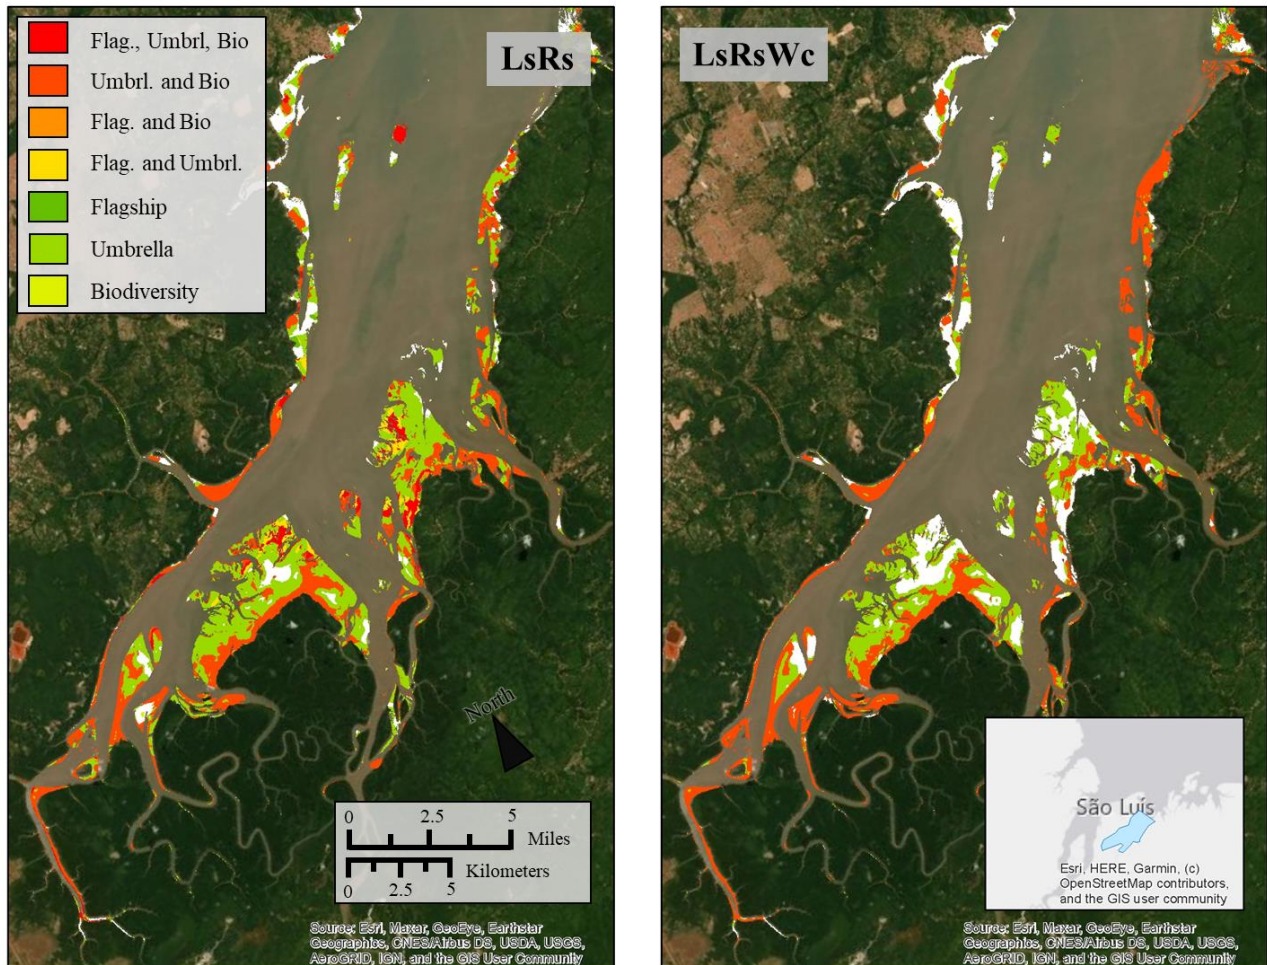 LsRs
Flag., Umbrl, Bio
Umbrl. and Bio
Flag. and Bio
Flag. and Umbrl.
Flagship
Umbrella
Biodiversity
North
0 2.5 5
Miles
Kilometers
0 2.5 5
Source: Esri, Maxar, GeoEye, Earthstar
Geographics, CNES/Airbus DS, USDA, USGS,
AeroGRID, IGN, and the GIS User Community
LsRsWc
São Luís
Esri, HERE, Garmin, (c)
OpenStreetMap contributors,
and the GIS user community
Source: Esri, Maxar, GeoEye, Earthstar
Geographics, CNES/Airbus DS, USDA, USGS,
AeroGRID, IGN, and the GIS User Community